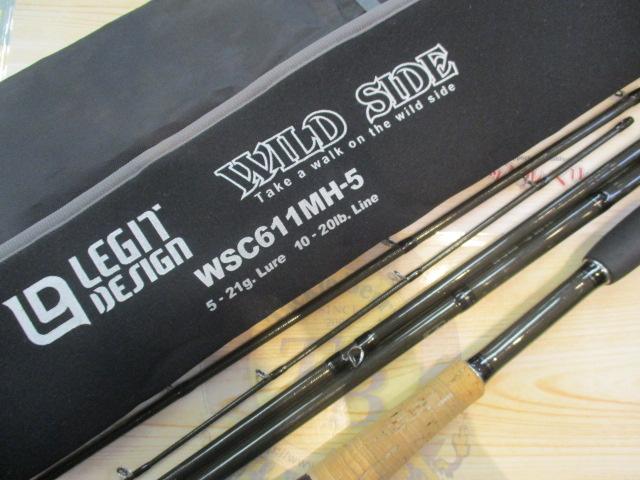 WILD SIDE
Take a walk on the wild side
LEGIT
DESIGN
WSC611MH-5
5 - 21g. Lure 10 - 20lb. Line